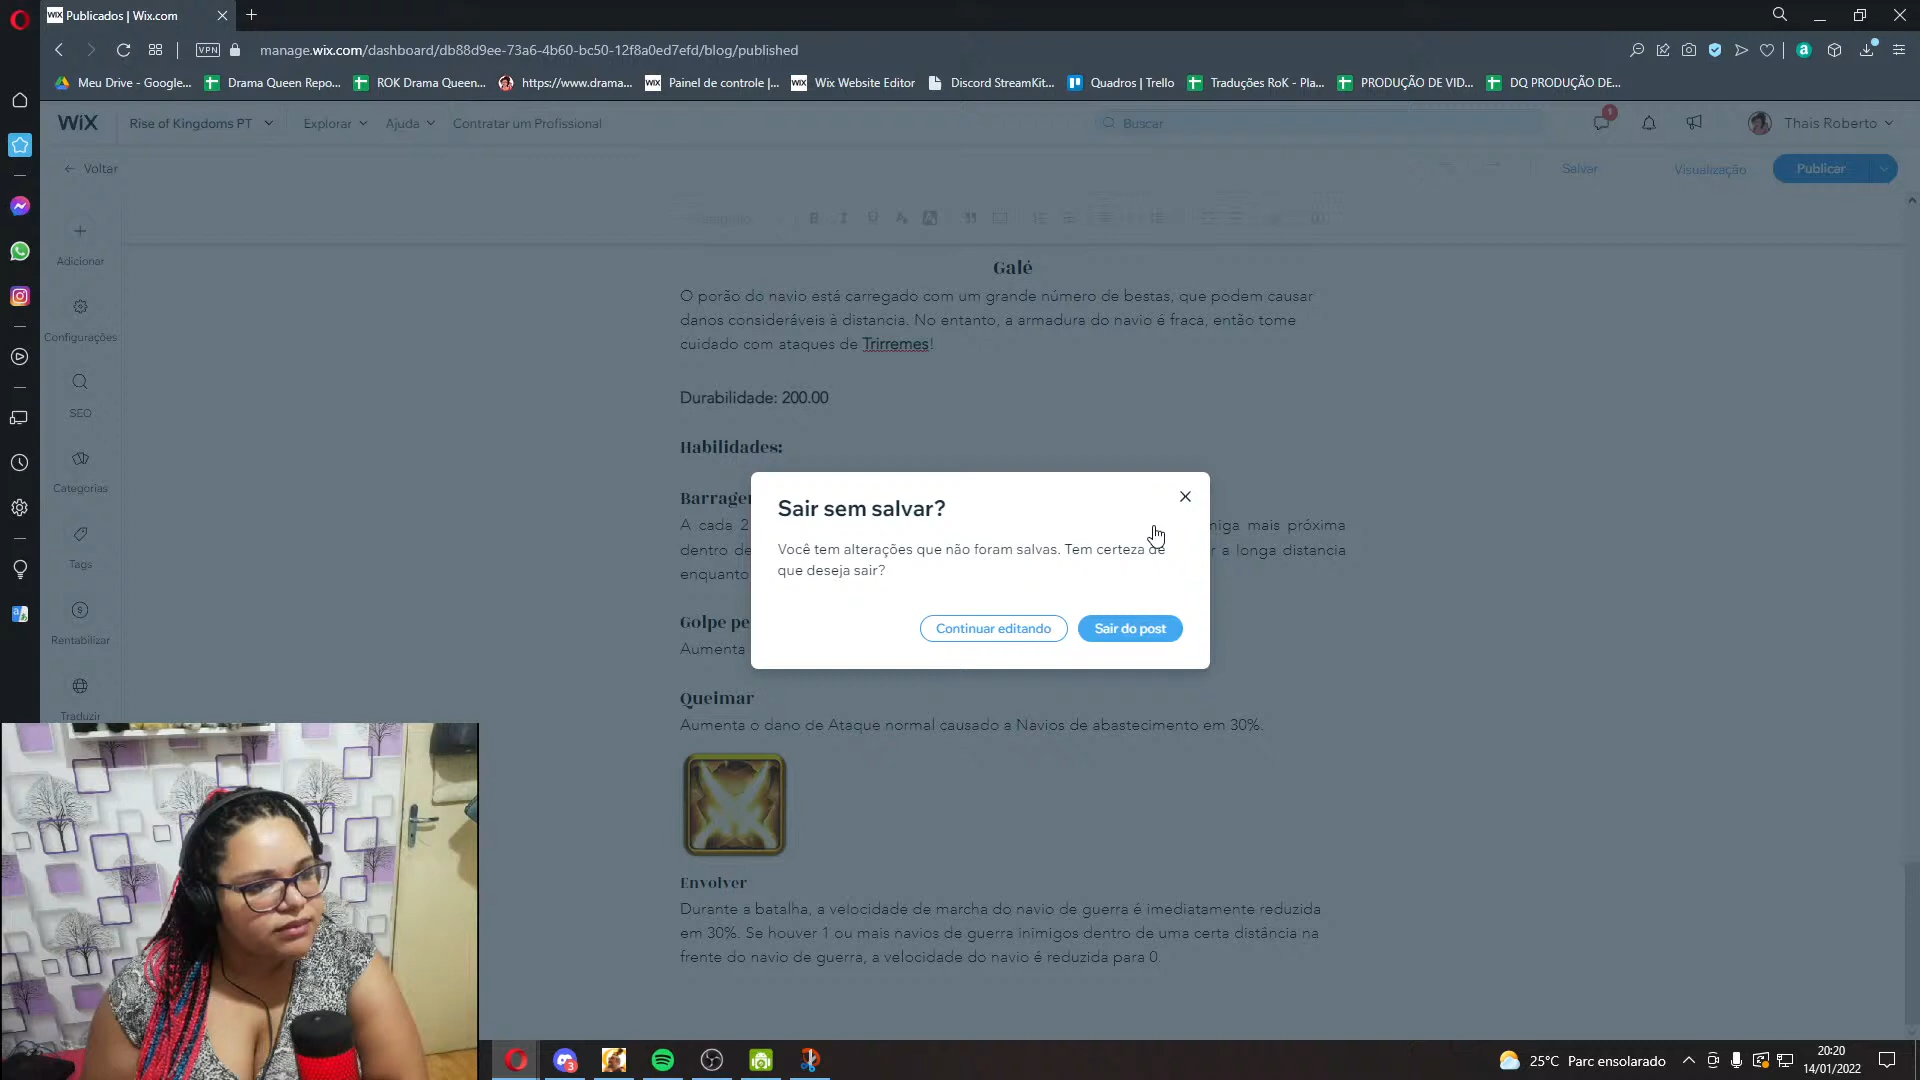 Publicados | Wix.com
VPN
manage.wix.com/dashboard/db88d9ee-73a6-4b60-bc50-12f8a0ed7efd/blog/published
Meu Drive - Google...
Drama Queen Repo...
ROK Drama Queen...
https://www.drama...
Painel de controle |...
Wix Website Editor
Discord StreamKit...
Quadros | Trello
Traduções RoK - Pla...
PRODUÇÃO DE VID...
DQ PRODUÇÃO DE...
WiX
Rise of Kingdoms PT
Explorar
Ajuda
Contratar um Profissional
Buscar
1
Thais Roberto
Voltar
Salvar
Visualização
Publicar
Adicionar
Configurações
SEO
Categorias
Tags
Rentabilizar
Traduzir
Galé
O porão do navio está carregado com um grande número de bestas, que podem causar
danos consideráveis à distancia. No entanto, a armadura do navio é fraca, então tome
cuidado com ataques de Trirremes!
Durabilidade: 200.00
Habilidades:
A cada 2
miga mais próxima
dentro de
r a longa distancia
enquanto
Golpe pe
Aumenta
Sair sem salvar?
Você tem alterações que não foram salvas. Tem certeza de
que deseja sair?
Continuar editando
Sair do post
Queimar
Aumenta o dano de Ataque normal causado a Navios de abastecimento em 30%.
Envolver
Durante a batalha, a velocidade de marcha do navio de guerra é imediatamente reduzida
em 30%. Se houver 1 ou mais navios de guerra inimigos dentro de uma certa distância na
frente do navio de guerra, a velocidade do navio é reduzida para 0.
3
25°C Parc ensolarado
20:20
14/01/2022